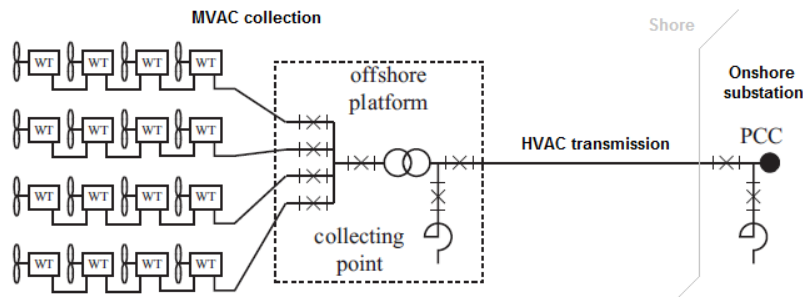 MVAC collection
Shore
WT WT WT WT
offshore
platform
Onshore
substation
WT WT WT WT
HVAC transmission
PCC
WT WT WT WT
collecting
point
WT WT WT WT